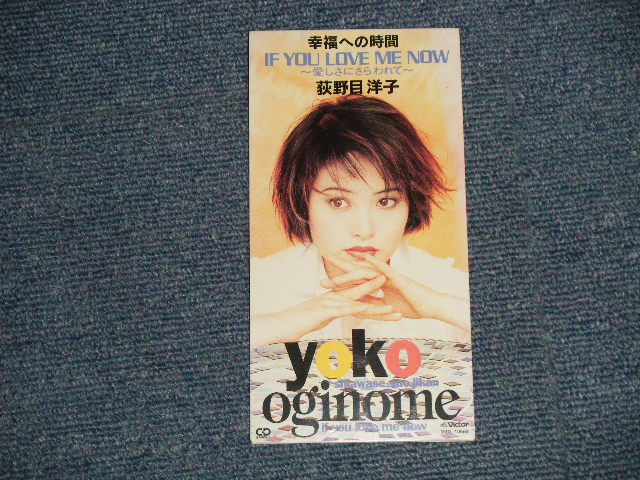 幸福への時間
IF YOU LOVE ME NOW
〜愛しさにさらわれて〜
荻野目洋子
yoko
shiawase eno jikan
oginome
if you love me now
CD
Victor